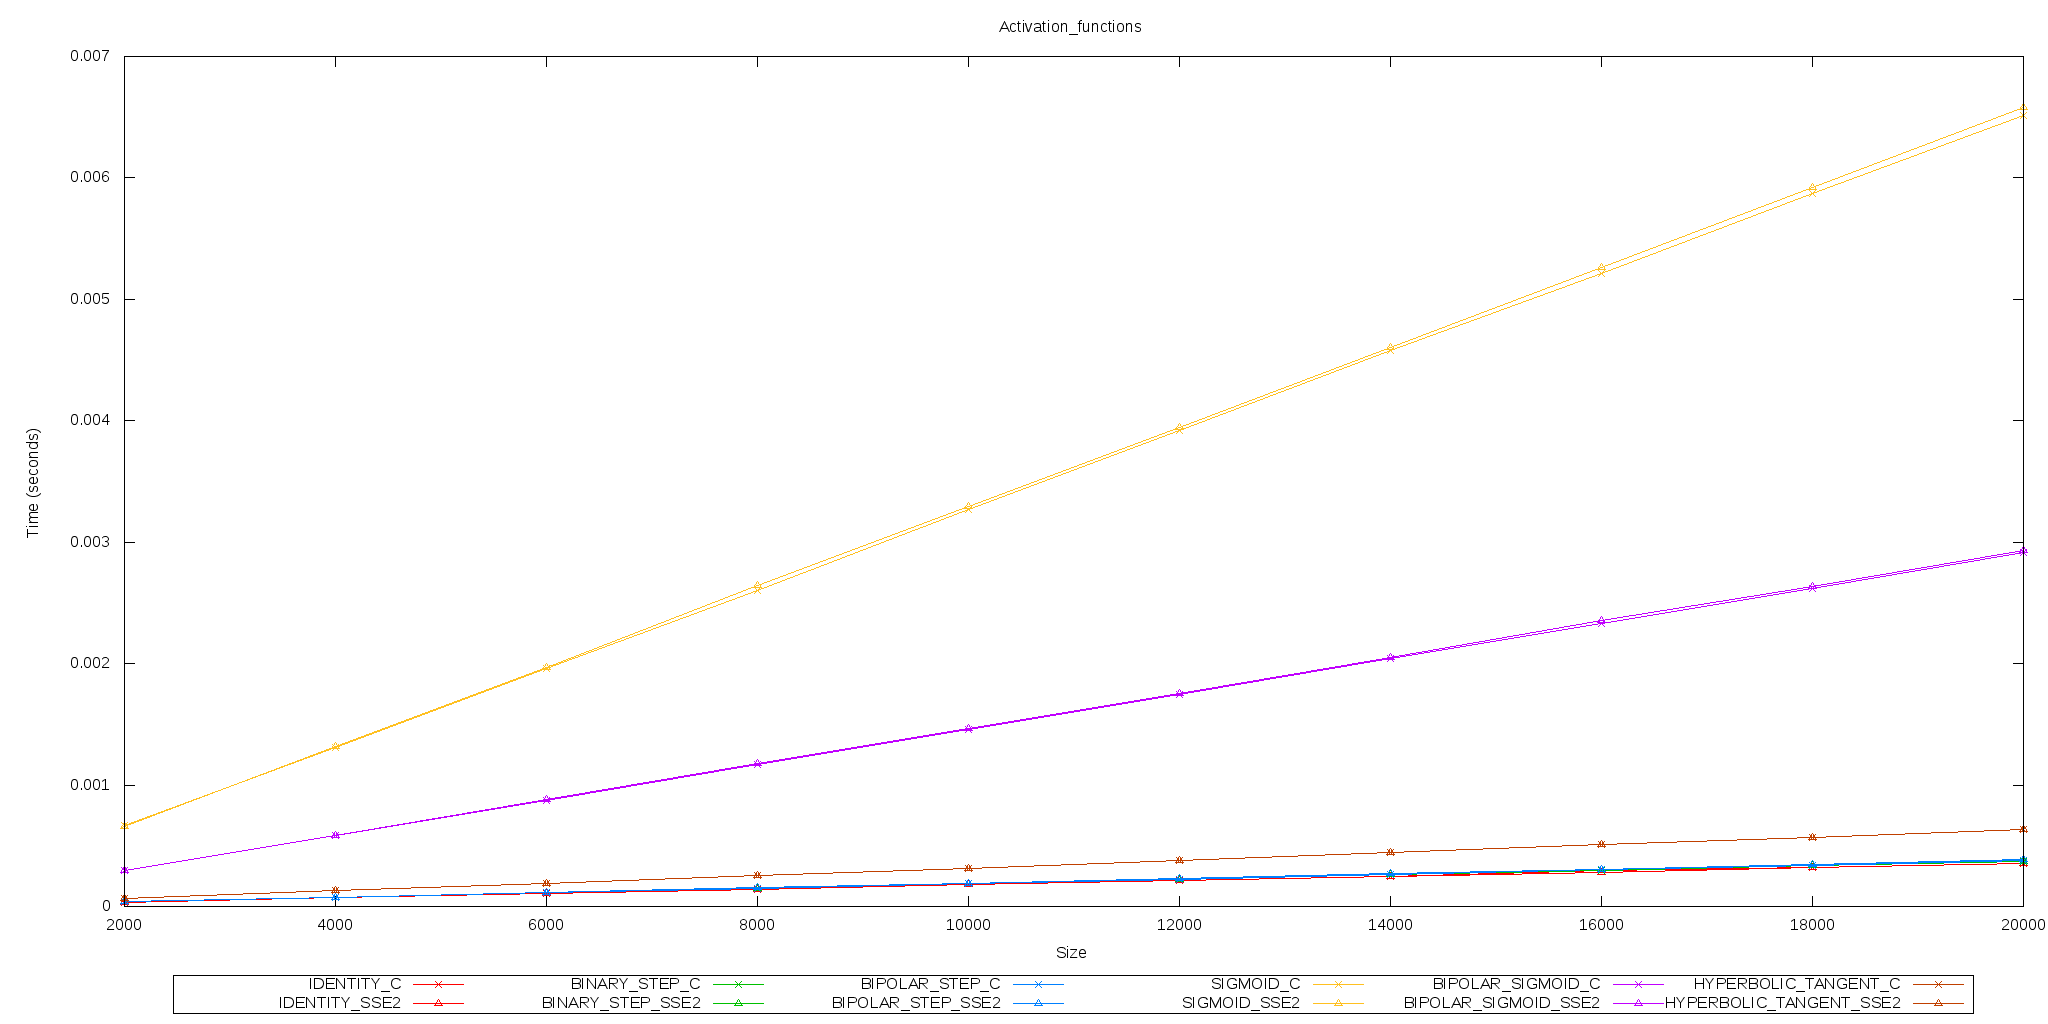 Activation_functions
0.007
0.006
0.005
0.004
0.003
0.002
0.001
0
Time (seconds)
2000 4000 6000 8000 10000 12000 14000 16000 18000 20000
Size
IDENTITY_C BINARY_STEP_C BIPOLAR_STEP_C SIGMOID_C BIPOLAR_SIGMOID_C HYPERBOLIC_TANGENT_C
IDENTITY_SSE2 BINARY_STEP_SSE2 BIPOLAR_STEP_SSE2 SIGMOID_SSE2 BIPOLAR_SIGMOID_SSE2 HYPERBOLIC_TANGENT_SSE2